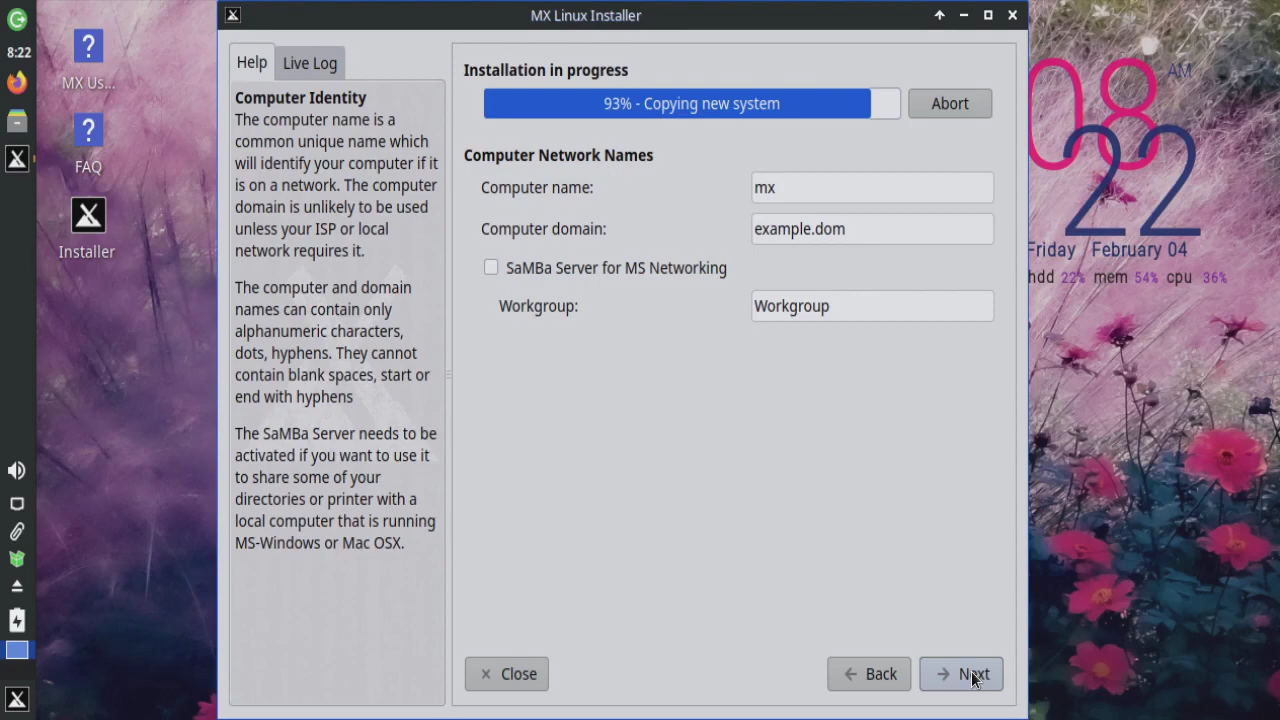 MX Linux Installer
8:22
MX Us...
FAQ
Installer
Help
Live Log
Computer Identity
The computer name is a
common unique name which
will identify your computer if it
is on a network. The computer
domain is unlikely to be used
unless your ISP or local
network requires it.
The computer and domain
names can contain only
alphanumeric characters,
dots, hyphens. They cannot
contain blank spaces, start or
end with hyphens
The SaMBa Server needs to be
activated if you want to use it
to share some of your
directories or printer with a
local computer that is running
MS-Windows or Mac OSX.
Installation in progress
93% - Copying new system
Abort
Computer Network Names
Computer name:
mx
Computer domain:
example.dom
SaMBa Server for MS Networking
Workgroup:
Workgroup
Close
Back
Next
08
AM
22
Friday February 04
hdd 22% mem 54% cpu 36%